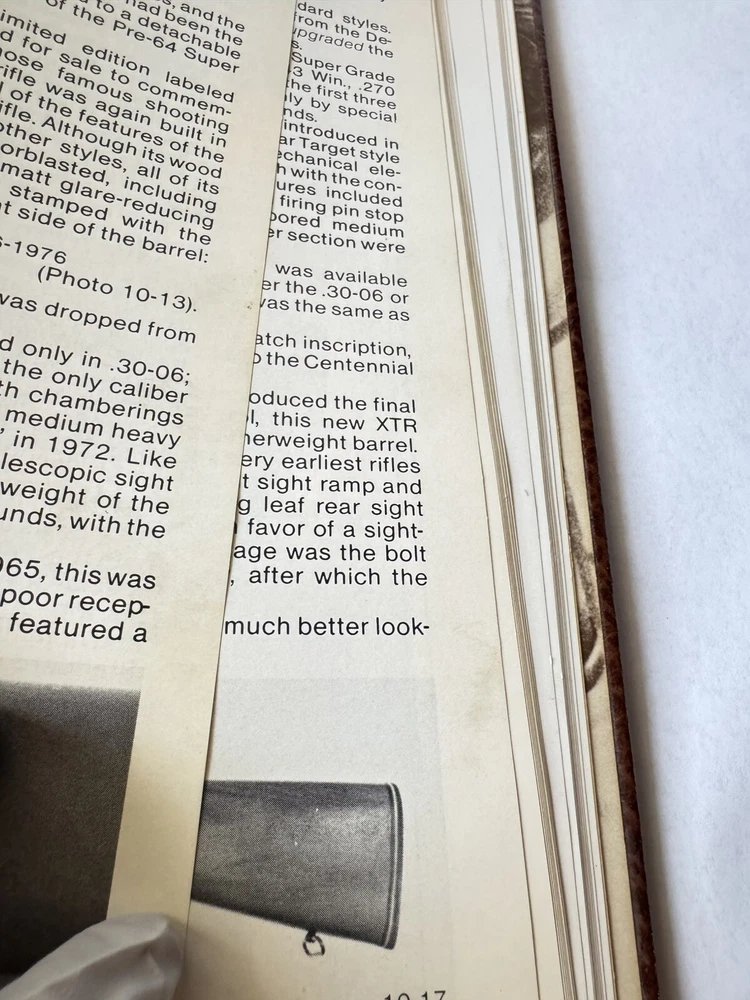 s, and the
had been the
to a detachable
of the Pre-64 Super
imited edition labeled
d for sale to commem-
hose famous shooting
rifle was again built in
of the features of the
ifle. Although its wood
other styles, all of its
orblasted, including
matt glare-reducing
stamped with the
t side of the barrel:
-1976
(Photo 10-13).
was dropped from
d only in .30-06;
the only caliber
th chamberings
medium heavy
in 1972. Like
lescopic sight
weight of the
unds, with the
965, this was
poor recep-
featured a
dard styles.
from the De-
upgraded the
s.
Super Grade
3 Win., .270
he first three
ly by special
nds.
introduced in
ar Target style
echanical ele-
h with the con-
ures included
firing pin stop
bored medium
er section were
was available
er the .30-06 or
was the same as
atch inscription,
o the Centennial
oduced the final
l, this new XTR
herweight barrel.
ery earliest rifles
t sight ramp and
g leaf rear sight
favor of a sight-
age was the bolt
, after which the
much better look-
10-17